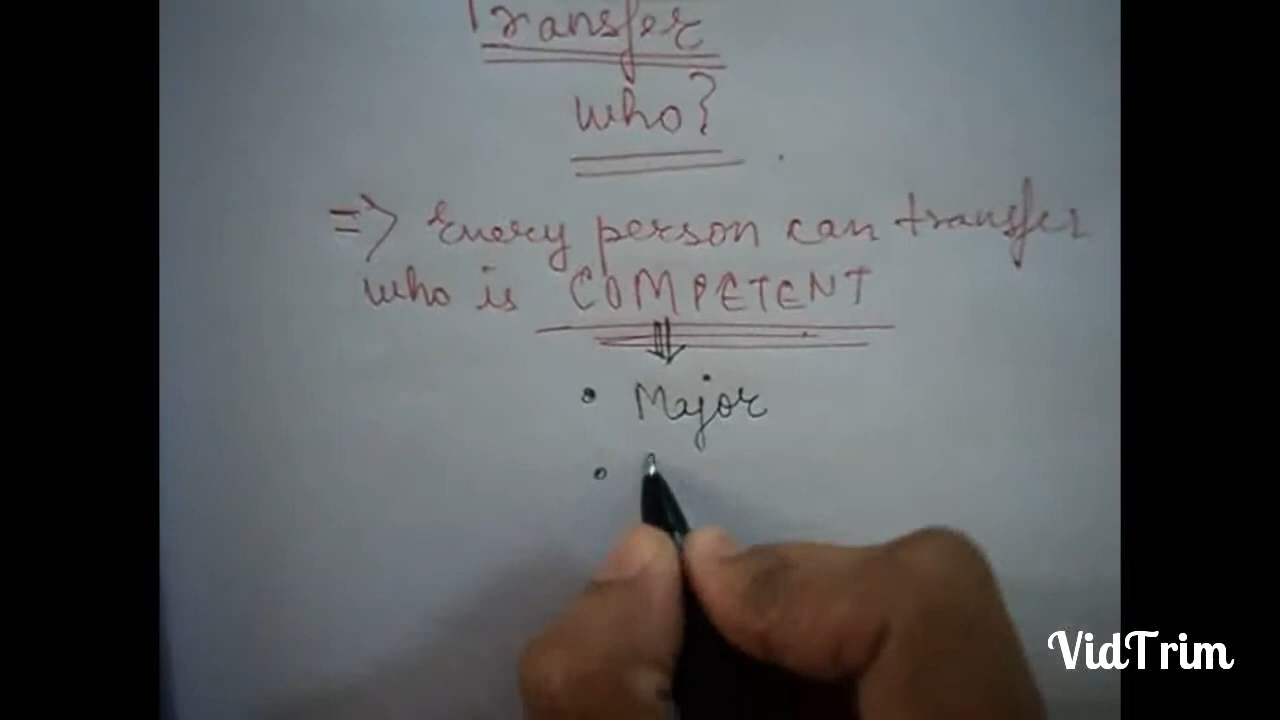 Transfer
who?
=> Every person can transfer
who is COMPETENT
• Major
•
VidTrim